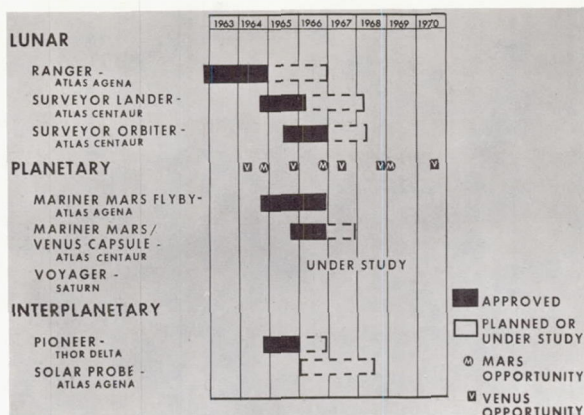 1963 1964 1965 1966 1967 1968 1969 1970
LUNAR
RANGER -
ATLAS AGENA
SURVEYOR LANDER -
ATLAS CENTAUR
SURVEYOR ORBITER -
ATLAS CENTAUR
PLANETARY
V M V M V V M V
MARINER MARS FLYBY -
ATLAS AGENA
MARINER MARS/
VENUS CAPSULE -
ATLAS CENTAUR
UNDER STUDY
VOYAGER -
SATURN
INTERPLANETARY
PIONEER -
THOR DELTA
SOLAR PROBE -
ATLAS AGENA
APPROVED
PLANNED OR
UNDER STUDY
M MARS
OPPORTUNITY
V VENUS
OPPORTUNITY